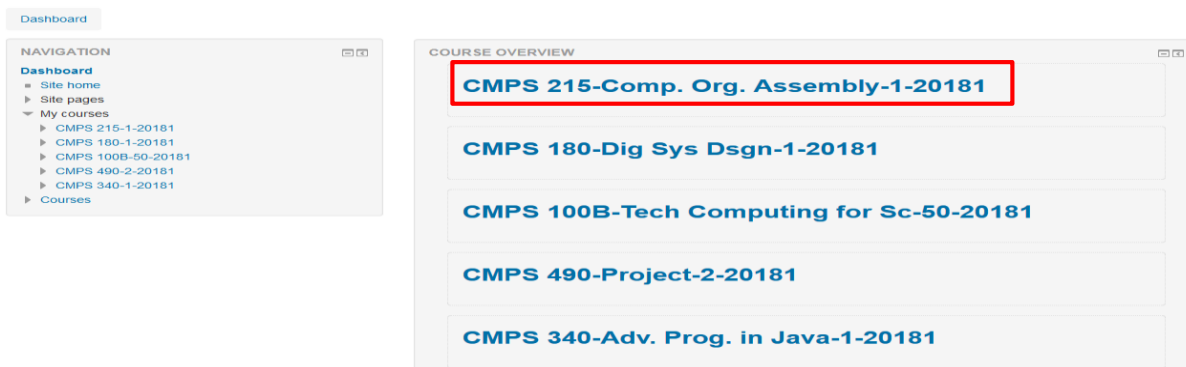 Dashboard
NAVIGATION
Dashboard
Site home
Site pages
My courses
CMPS 215-1-20181
CMPS 180-1-20181
CMPS 100B-50-20181
CMPS 490-2-20181
CMPS 340-1-20181
Courses
COURSE OVERVIEW
CMPS 215-Comp. Org. Assembly-1-20181
CMPS 180-Dig Sys Dsgn-1-20181
CMPS 100B-Tech Computing for Sc-50-20181
CMPS 490-Project-2-20181
CMPS 340-Adv. Prog. in Java-1-20181